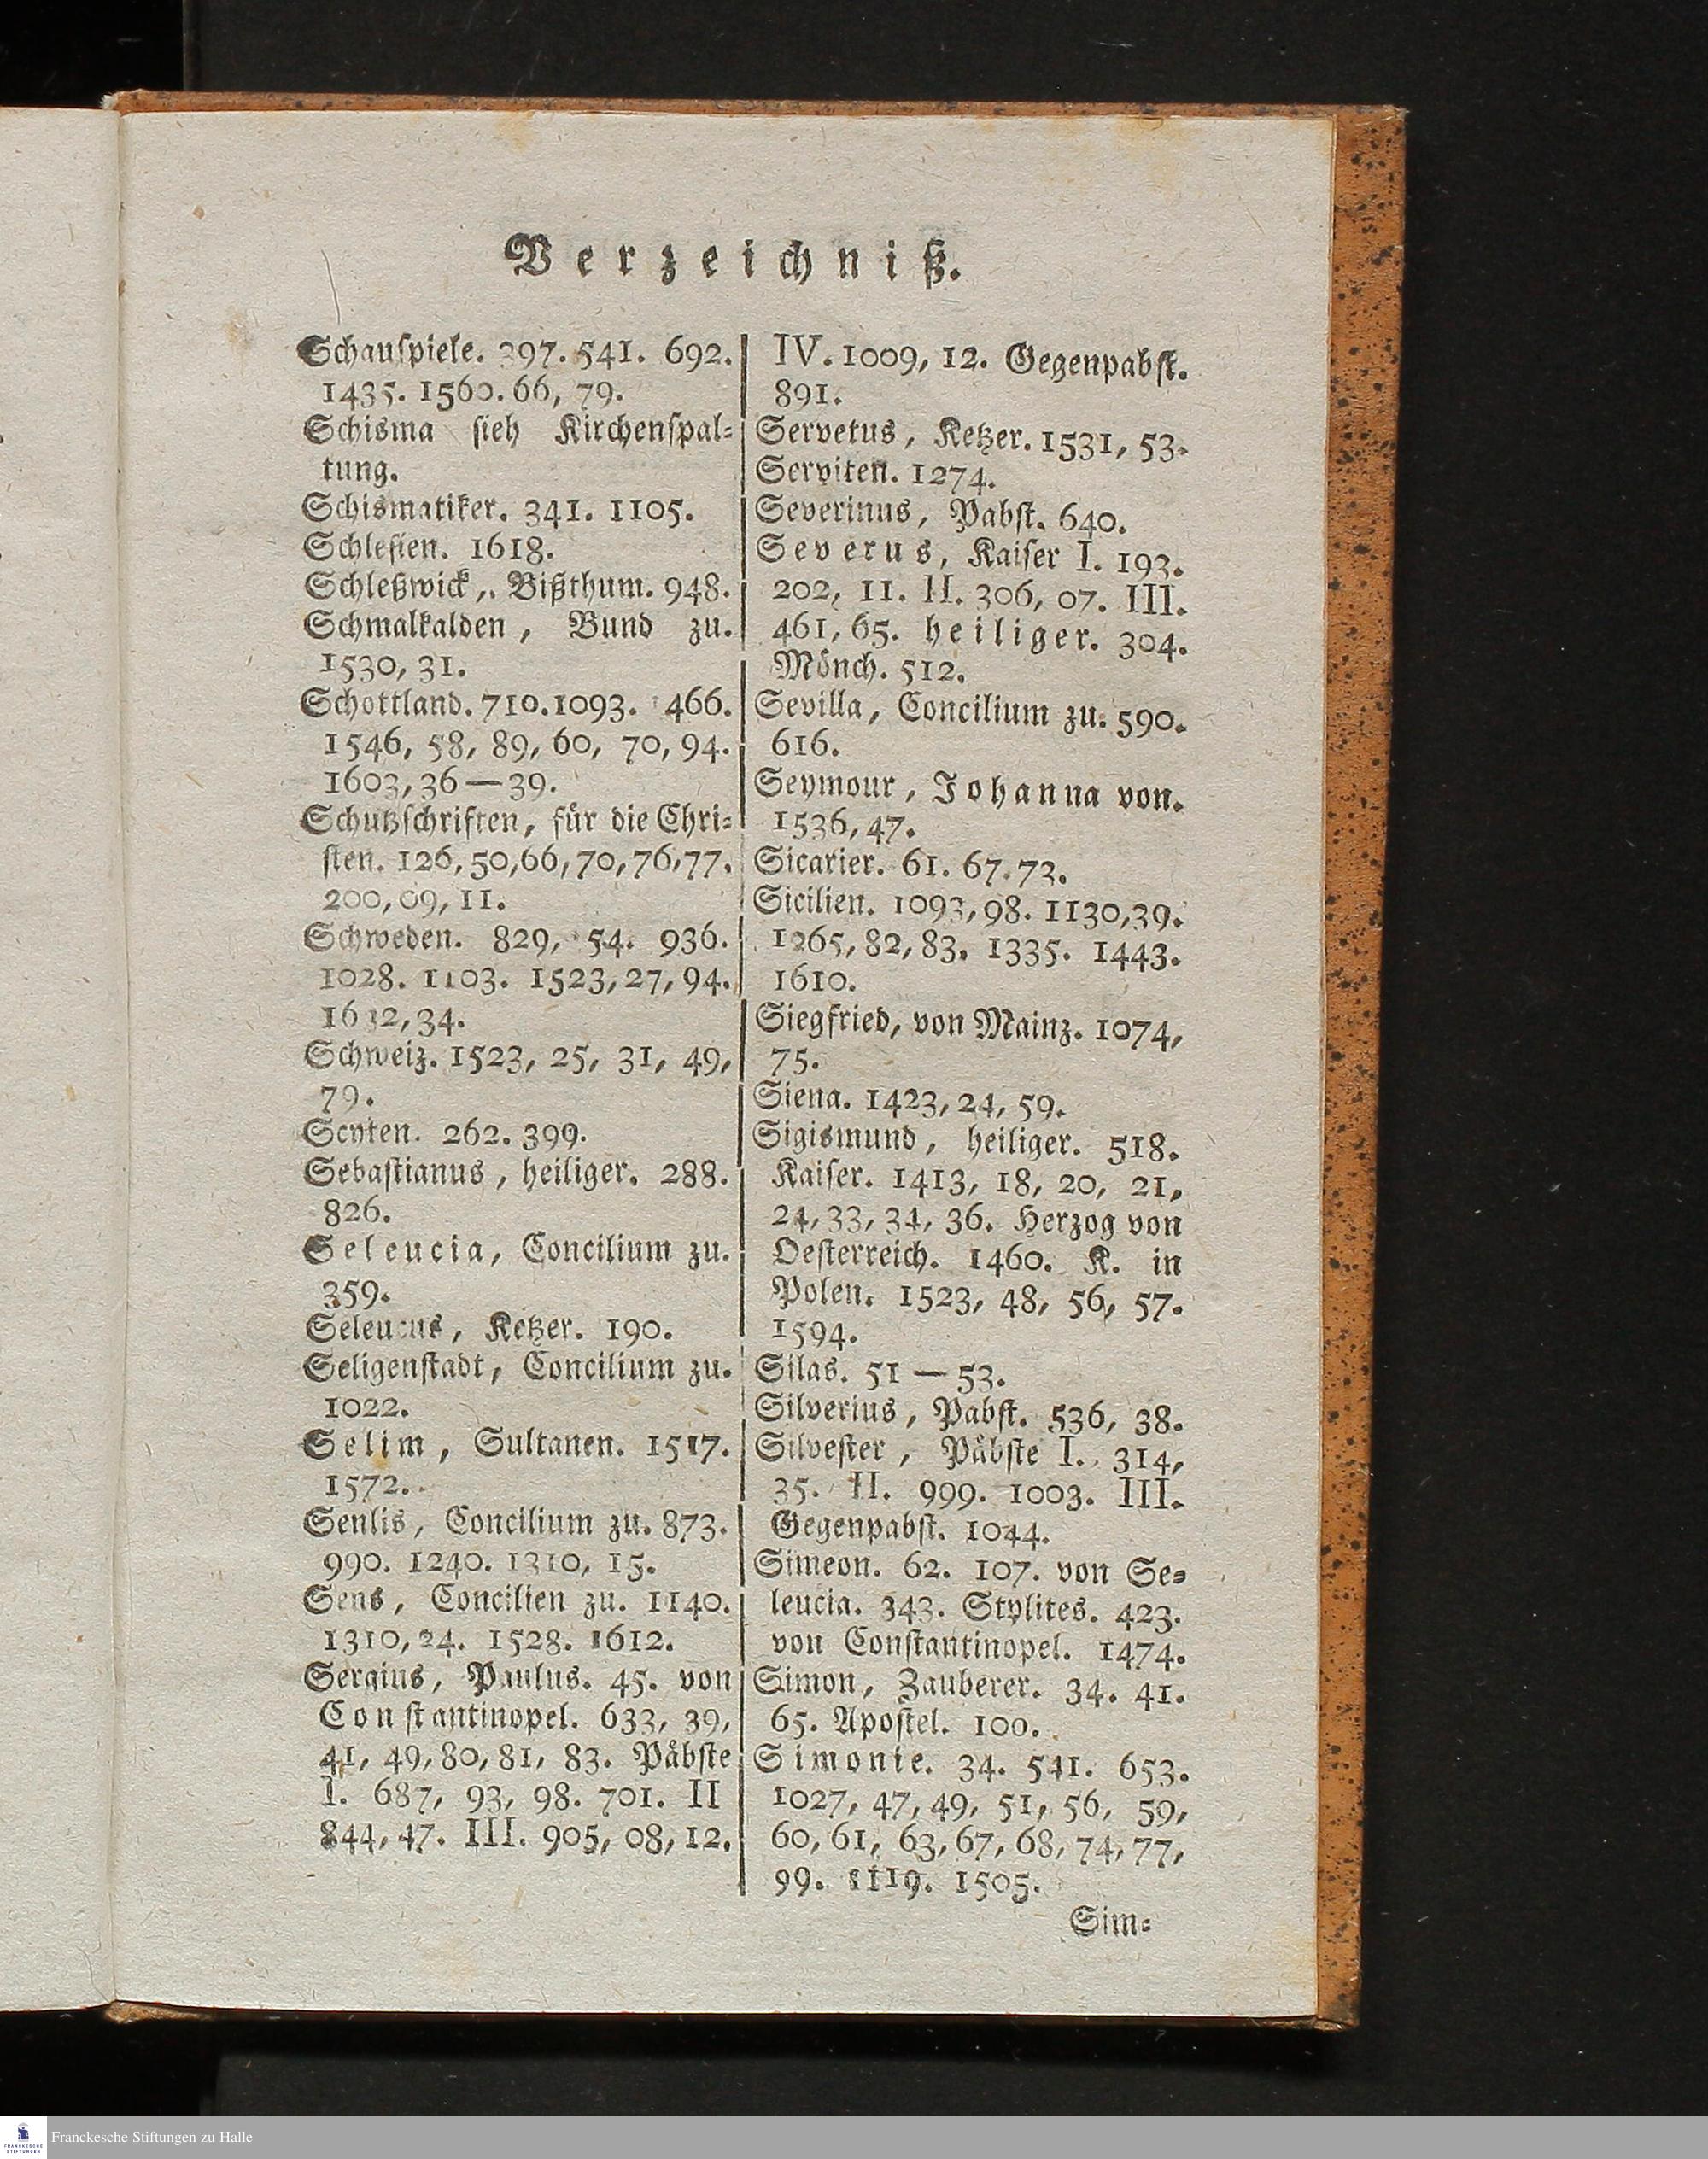 Verzeichniß.
Schauſpiele. 397. 541. 692.
1435. 1560. 66, 79.
Schisma ſieh Kirchenſpal-
tung.
Schismatiker. 341. 1105.
Schleſien. 1618.
Schleßwick,. Bißthum. 948.
Schmalkalden, Bund zu.
1530, 31.
Schottland. 710. 1093. 466.
1546, 58, 89, 60, 70, 94.
1603, 36—39.
Schutzſchriften, für die Chri-
ſten. 126, 50, 66, 70, 76, 77.
200, 09, 11.
Schweden. 829, 54. 936.
1028. 1103. 1523, 27, 94.
1632, 34.
Schweiz. 1523, 25, 31, 49,
79.
Scyten. 262. 399.
Sebaſtianus, heiliger. 288.
826.
Seleucia, Concilium zu.
359.
Seleucus, Ketzer. 190.
Seligenſtadt, Concilium zu.
1022.
Selim, Sultanen. 1517.
1572.
Senlis, Concilium zu. 873.
990. 1240. 1310, 15.
Sens, Concilien zu. 1140.
1310, 24. 1528. 1612.
Sergius, Paulus. 45. von
Conſtantinopel. 633, 39,
41, 49, 80, 81, 83. Päbſte
I. 687, 93, 98. 701. II
844, 47. III. 905, 08, 12.
IV. 1009, 12. Gegenpabſt.
891.
Servetus, Ketzer. 1531, 53.
Serviten. 1274.
Severinus, Pabſt. 640.
Severus, Kaiſer I. 193.
202, 11. II. 306, 07. III.
461, 65. heiliger. 304.
Mönch. 512.
Sevilla, Concilium zu. 590.
616.
Seymour, Johanna von.
1536, 47.
Sicarier. 61. 67. 73.
Sicilien. 1093, 98. 1130, 39.
1265, 82, 83. 1335. 1443.
1610.
Siegfried, von Mainz. 1074,
75.
Siena. 1423, 24, 59.
Sigismund, heiliger. 518.
Kaiſer. 1413, 18, 20, 21,
24, 33, 34, 36. Herzog von
Oeſterreich. 1460. K. in
Polen. 1523, 48, 56, 57.
1594.
Silas. 51 — 53.
Silverius, Pabſt. 536, 38.
Silveſter, Päbſte I. 314,
35. II. 999. 1003. III.
Gegenpabſt. 1044.
Simeon. 62. 107. von Se-
leucia. 343. Stylites. 423.
von Conſtantinopel. 1474.
Simon, Zauberer. 34. 41.
65. Apoſtel. 100.
Simonie. 34. 541. 653.
1027, 47, 49, 51, 56, 59,
60, 61, 63, 67, 68, 74, 77,
99. 1119. 1505.
Sim-
FRANCKESCHE
STIFTUNGEN
Franckesche Stiftungen zu Halle